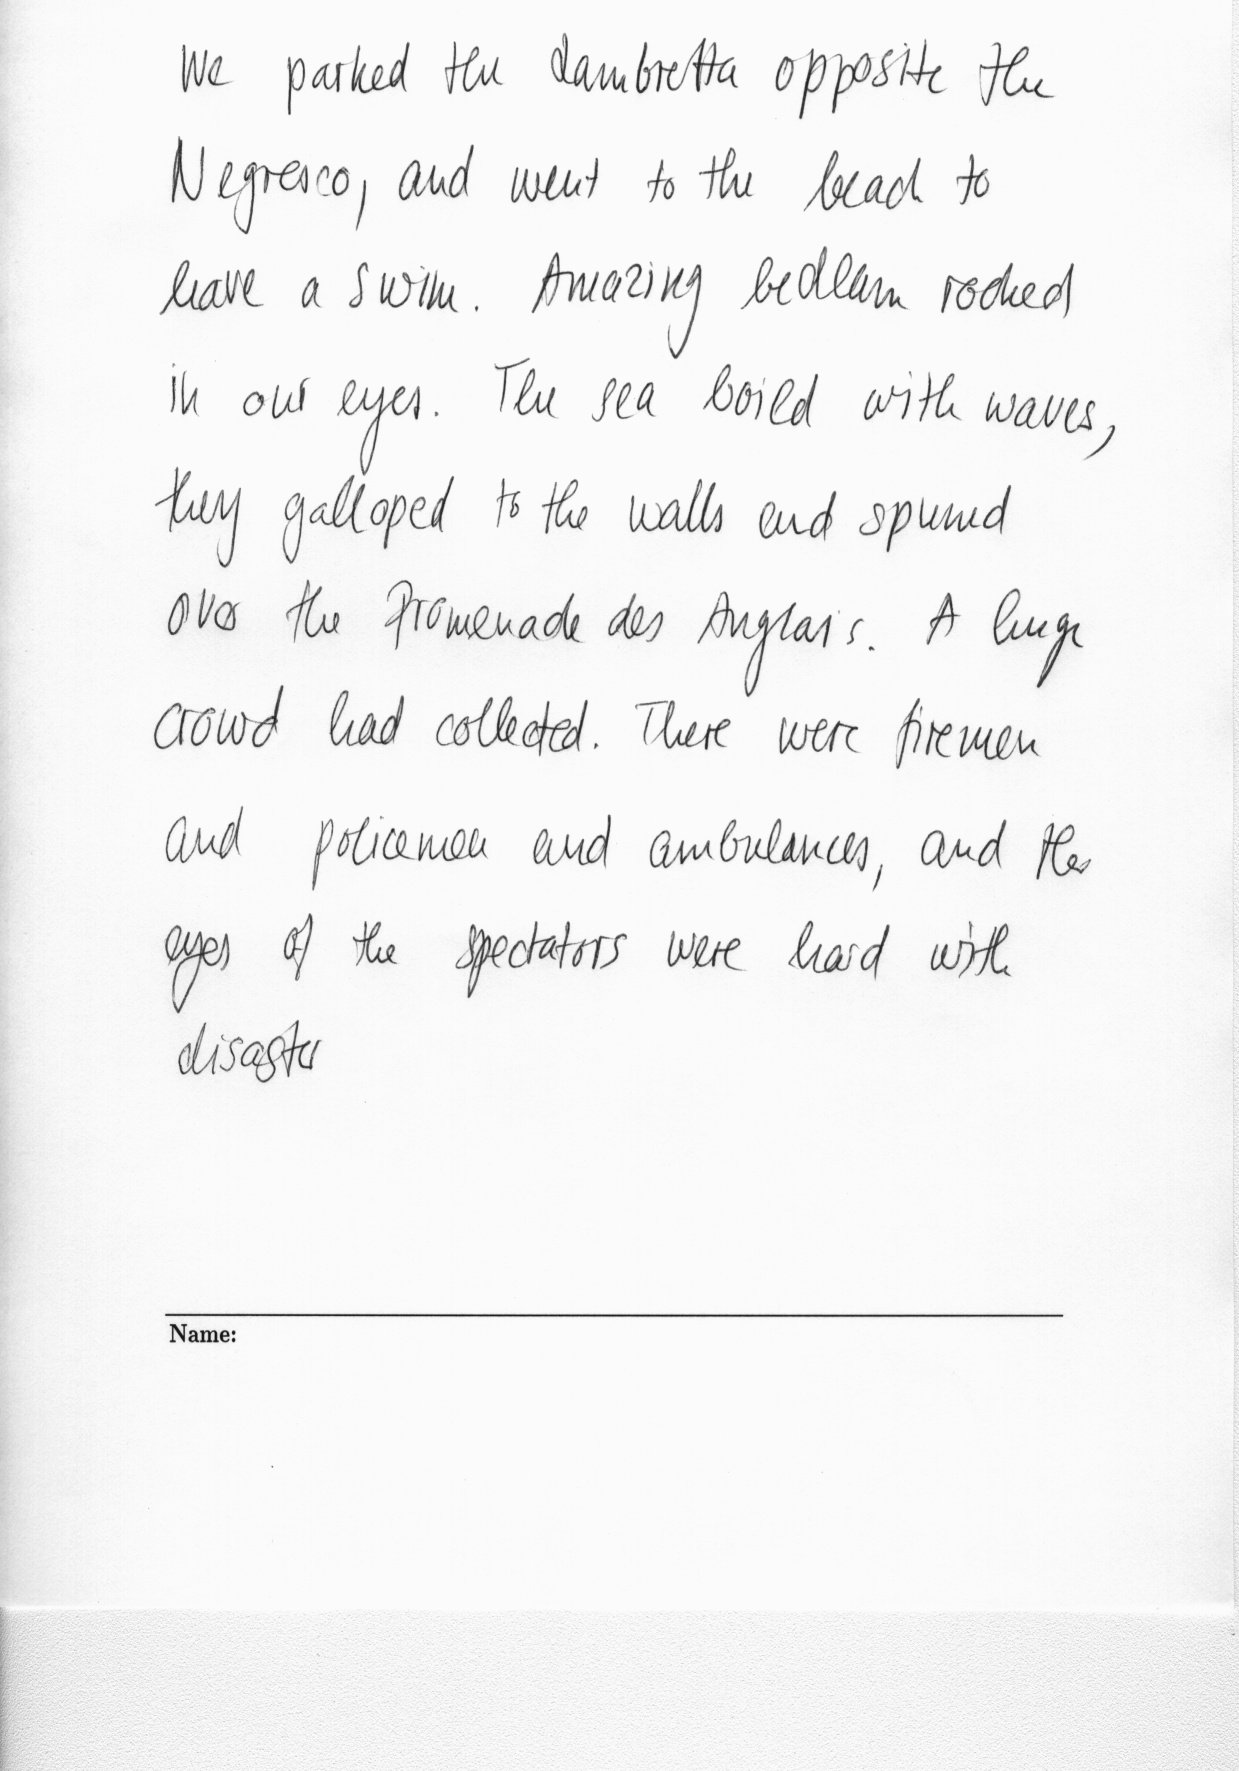 We parked the Lambretta opposite the
Negresco, and went to the beach to
have a swim. Amazing bedlam rocked
in our eyes. The sea boiled with waves,
they galloped to the walls and spumed
over the Promenade des Anglais. A huge
crowd had collected. There were firemen
and policemen and ambulances, and the
eyes of the spectators were hard with
disaster
Name: